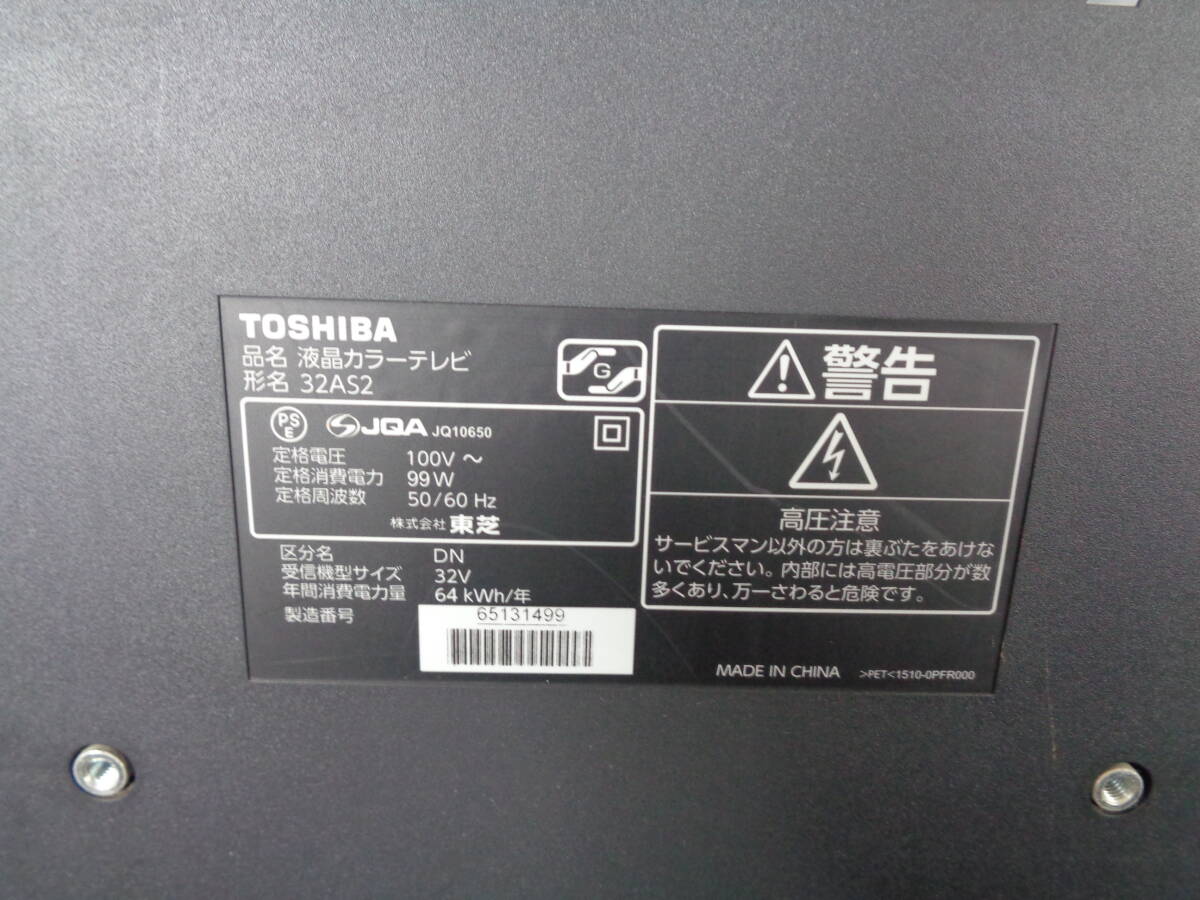 TOSHIBA
品名 液晶カラーテレビ
形名 32AS2
G
PS
E
JQA JQ10650
定格電圧 100V ～
定格消費電力 99W
定格周波数 50/60 Hz
株式会社 東芝
区分名 DN
受信機型サイズ 32V
年間消費電力量 64 kWh/年
製造番号 65131499
警告
高圧注意
サービスマン以外の方は裏ぶたをあけな
いでください。内部には高電圧部分が数
多くあり、万一さわると危険です。
MADE IN CHINA >PET<1510-0PFR000